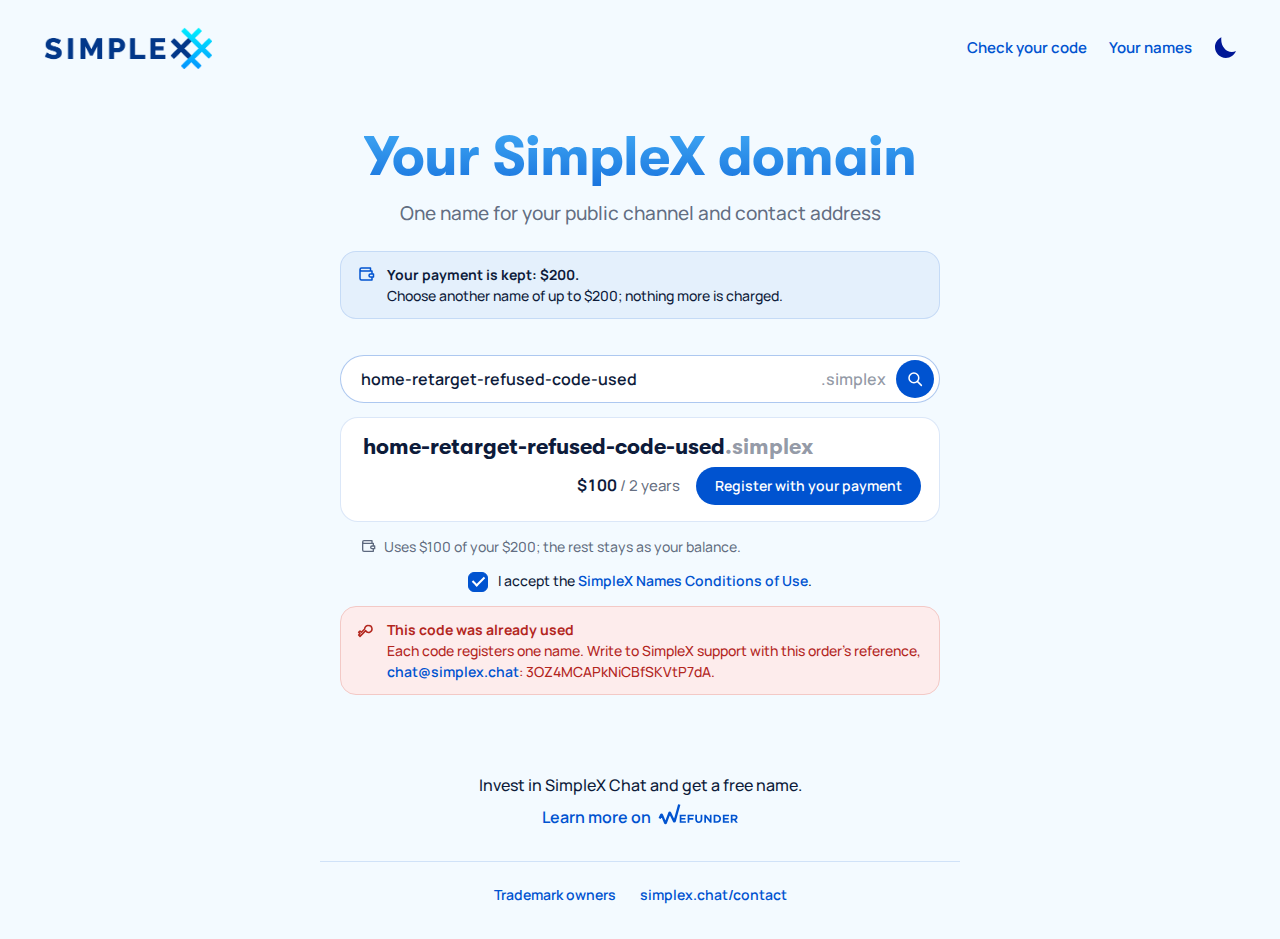 SIMPLEX
Check your code
Your names
Your SimpleX domain
One name for your public channel and contact address
Your payment is kept: $200.
Choose another name of up to $200; nothing more is charged.
home-retarget-refused-code-used .simplex
home-retarget-refused-code-used.simplex
$100 / 2 years Register with your payment
Uses $100 of your $200; the rest stays as your balance.
I accept the SimpleX Names Conditions of Use.
This code was already used
Each code registers one name. Write to SimpleX support with this order's reference,
chat@simplex.chat: 3OZ4MCAPkNiCBfSKVtP7dA.
Invest in SimpleX Chat and get a free name.
Learn more on WEFUNDER
Trademark owners simplex.chat/contact